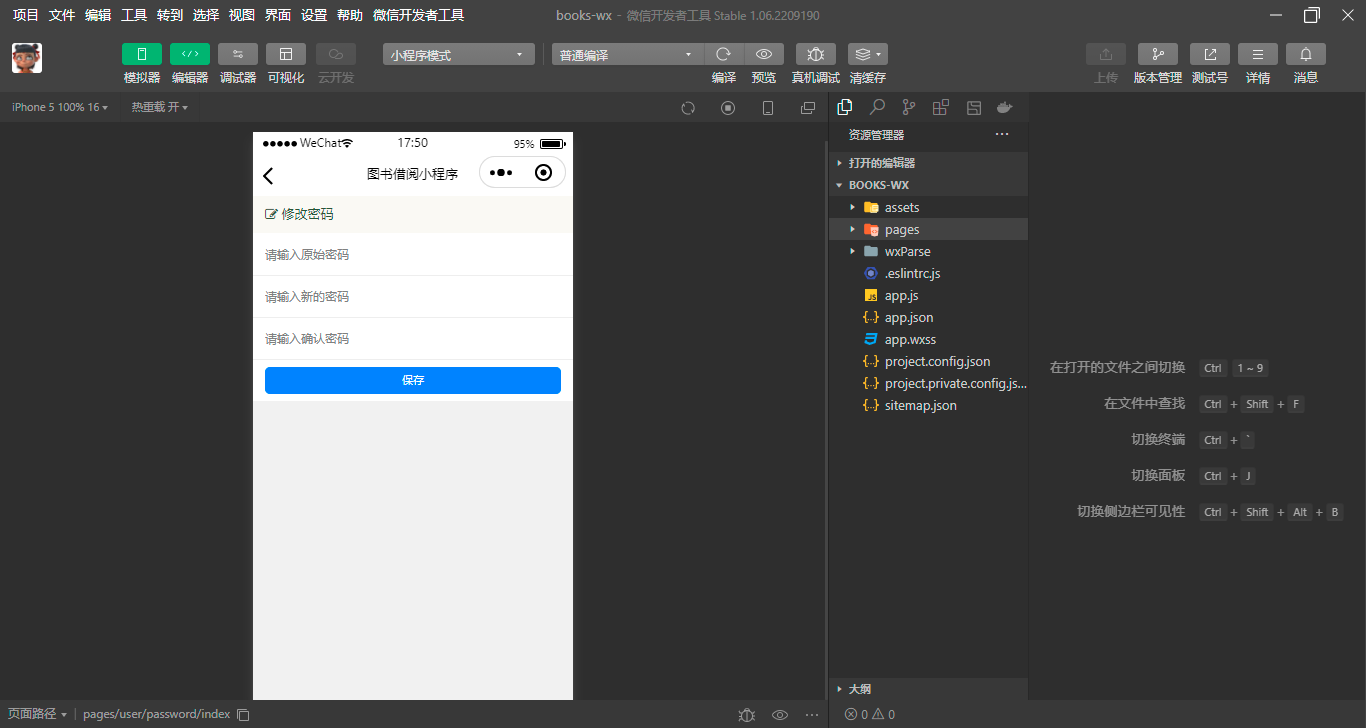 项目 文件 编辑 工具 转到 选择 视图 界面 设置 帮助 微信开发者工具
books-wx - 微信开发者工具 Stable 1.06.2209190
小程序模式
普通编译
模拟器 编辑器 调试器 可视化 云开发
编译 预览 真机调试 清缓存
上传 版本管理 测试号 详情 消息
iPhone 5 100% 16
热重载 开
WeChat
17:50
95%
图书借阅小程序
修改密码
请输入原始密码
请输入新的密码
请输入确认密码
保存
资源管理器
打开的编辑器
BOOKS-WX
assets
pages
wxParse
.eslintrc.js
JS app.js
{..} app.json
app.wxss
{..} project.config.json
{..} project.private.config.js...
{..} sitemap.json
大纲
在打开的文件之间切换 Ctrl 1 ~ 9
在文件中查找 Ctrl + Shift + F
切换终端 Ctrl + `
切换面板 Ctrl + J
切换侧边栏可见性 Ctrl + Shift + Alt + B
页面路径 | pages/user/password/index
0 0